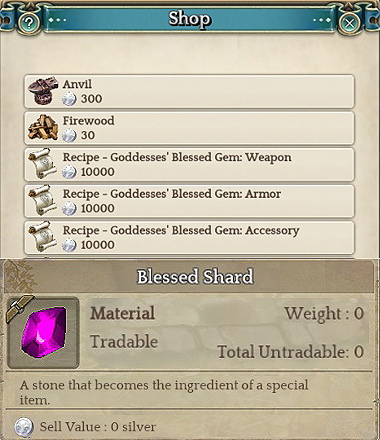 ?
Shop
Anvil
300
Firewood
30
Recipe - Goddesses' Blessed Gem: Weapon
10000
Recipe - Goddesses' Blessed Gem: Armor
10000
Recipe - Goddesses' Blessed Gem: Accessory
10000
Blessed Shard
Material
Weight : 0
Tradable
Total Untradable: 0
A stone that becomes the ingredient of a special
item.
Sell Value : 0 silver